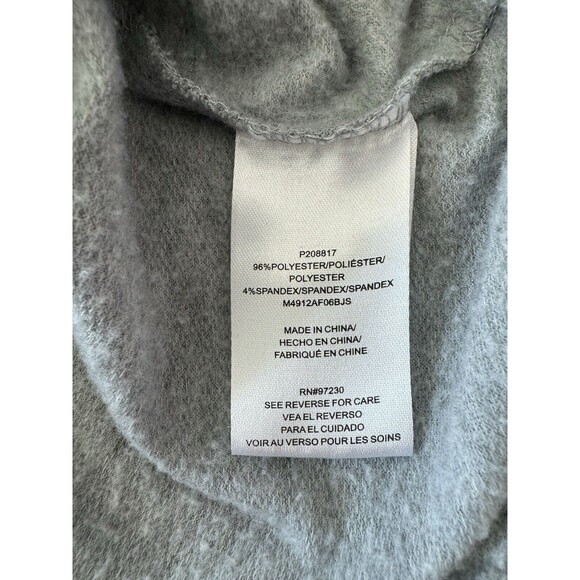 P208817
96%POLYESTER/POLIÉSTER/
POLYESTER
4%SPANDEX/SPANDEX/SPANDEX
M4912AF06BJS
MADE IN CHINA/
HECHO EN CHINA/
FABRIQUÉ EN CHINE
RN#97230
SEE REVERSE FOR CARE
VEA EL REVERSO
PARA EL CUIDADO
VOIR AU VERSO POUR LES SOINS